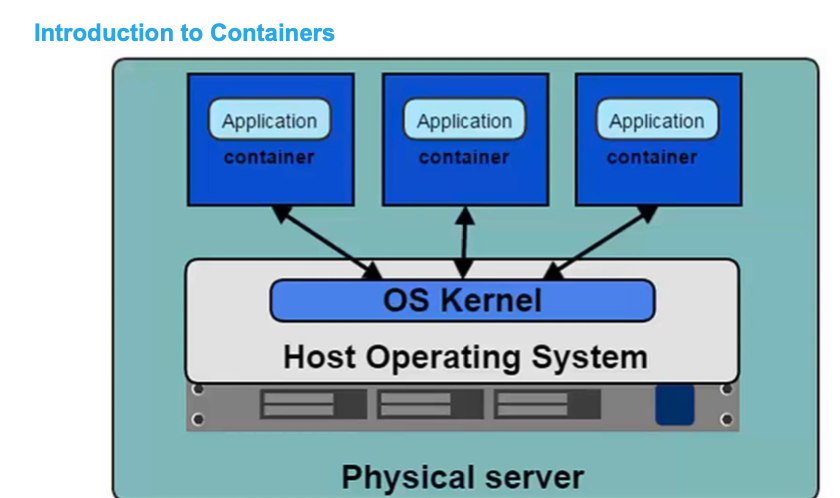 Introduction to Containers
Application Application Application
container container container
OS Kernel
Host Operating System
Physical server